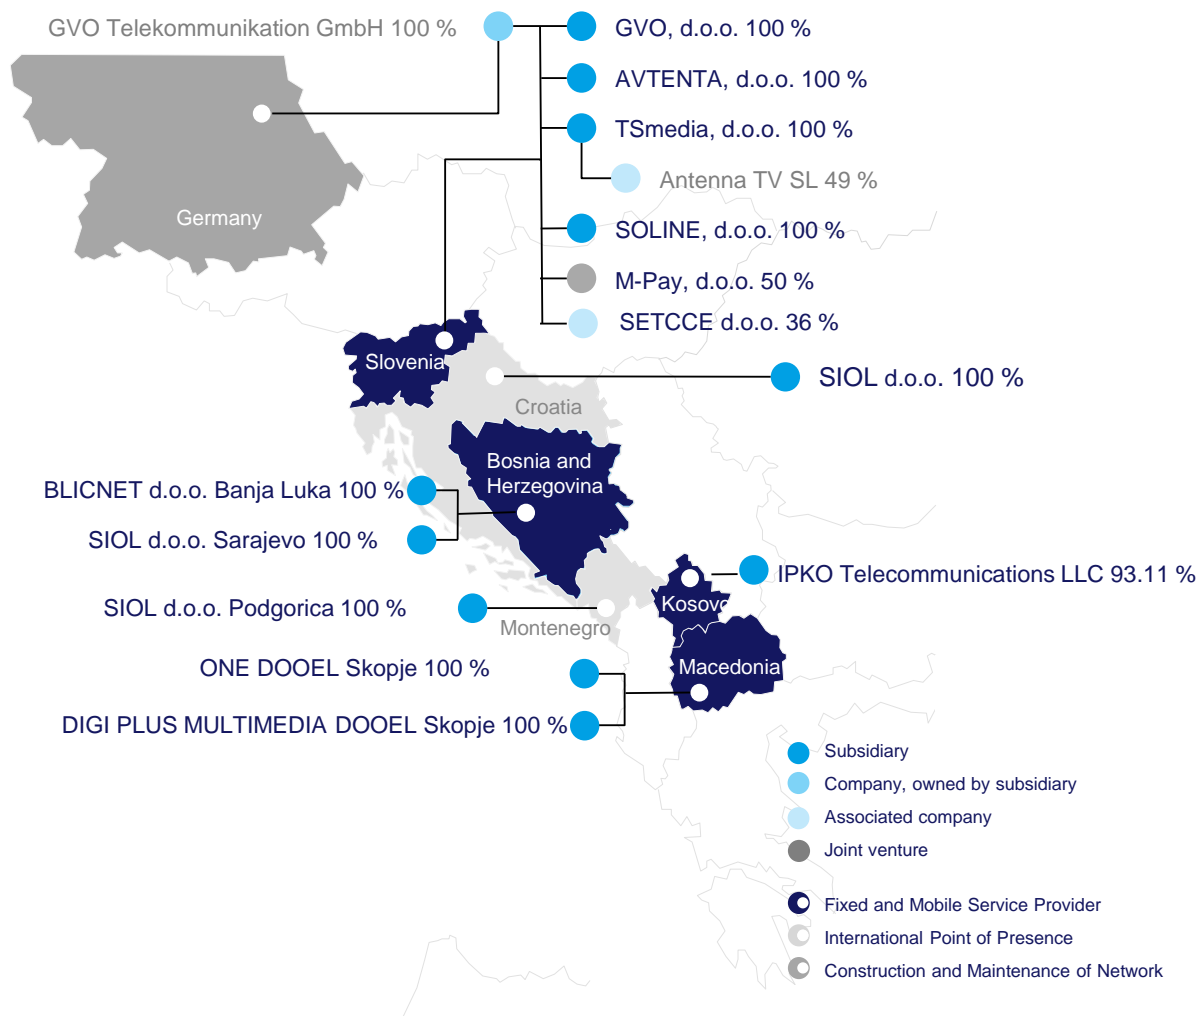 GVO Telekommunikation GmbH 100 %
GVO, d.o.o. 100 %
AVTENTA, d.o.o. 100 %
TSmedia, d.o.o. 100 %
Antenna TV SL 49 %
Germany
SOLINE, d.o.o. 100 %
M-Pay, d.o.o. 50 %
SETCCE d.o.o. 36 %
Slovenia
SIOL d.o.o. 100 %
Croatia
Bosnia and
Herzegovina
BLICNET d.o.o. Banja Luka 100 %
SIOL d.o.o. Sarajevo 100 %
IPKO Telecommunications LLC 93.11 %
SIOL d.o.o. Podgorica 100 %
Kosovo
Montenegro
ONE DOOEL Skopje 100 %
Macedonia
DIGI PLUS MULTIMEDIA DOOEL Skopje 100 %
Subsidiary
Company, owned by subsidiary
Associated company
Joint venture
Fixed and Mobile Service Provider
International Point of Presence
Construction and Maintenance of Network